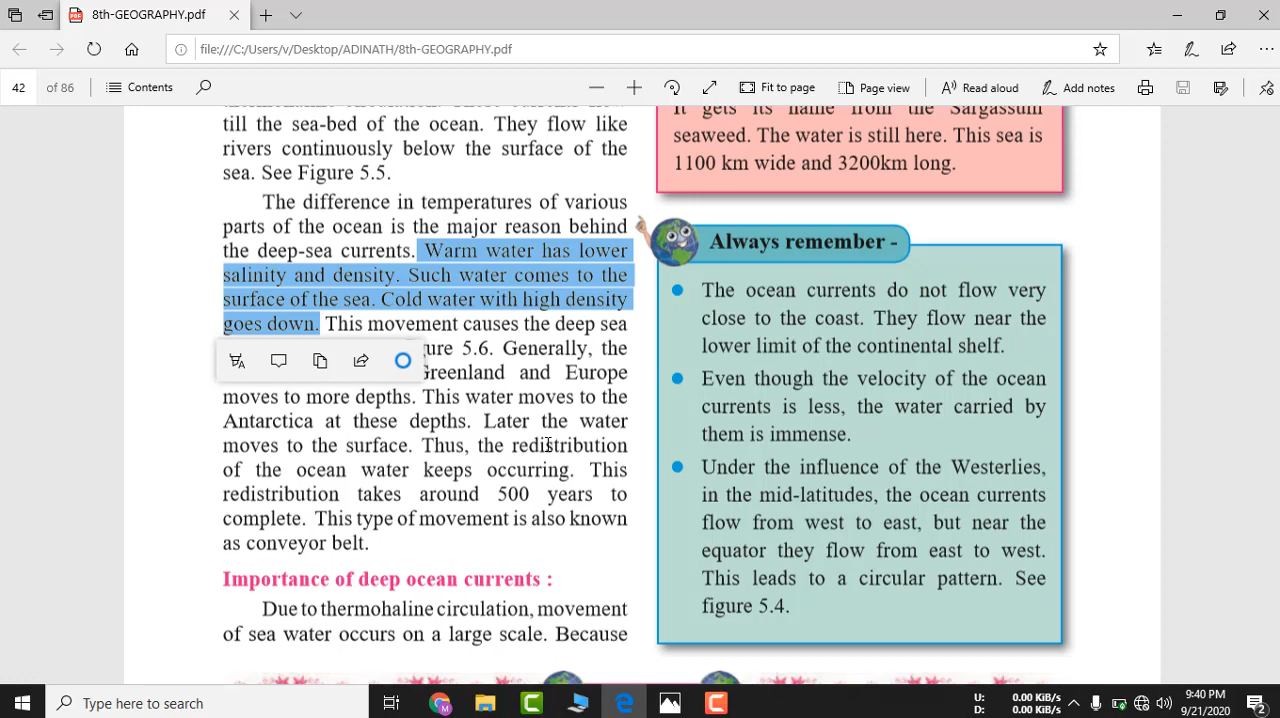 8th-GEOGRAPHY.pdf
file:///C:/Users/v/Desktop/ADINATH/8th-GEOGRAPHY.pdf
42 of 86 Contents Fit to page Page view Read aloud Add notes
till the sea-bed of the ocean. They flow like
rivers continuously below the surface of the
sea. See Figure 5.5.
The difference in temperatures of various
parts of the ocean is the major reason behind
the deep-sea currents. Warm water has lower
salinity and density. Such water comes to the
surface of the sea. Cold water with high density
goes down. This movement causes the deep sea
gure 5.6. Generally, the
Greenland and Europe
moves to more depths. This water moves to the
Antarctica at these depths. Later the water
moves to the surface. Thus, the redistribution
of the ocean water keeps occurring. This
redistribution takes around 500 years to
complete. This type of movement is also known
as conveyor belt.
Importance of deep ocean currents :
Due to thermohaline circulation, movement
of sea water occurs on a large scale. Because
It gets its name from the Sargassum
seaweed. The water is still here. This sea is
1100 km wide and 3200km long.
Always remember -
The ocean currents do not flow very
close to the coast. They flow near the
lower limit of the continental shelf.
Even though the velocity of the ocean
currents is less, the water carried by
them is immense.
Under the influence of the Westerlies,
in the mid-latitudes, the ocean currents
flow from west to east, but near the
equator they flow from east to west.
This leads to a circular pattern. See
figure 5.4.
Type here to search
U: 0.00 KiB/s
D: 0.00 KiB/s
9:40 PM
9/21/2020
2